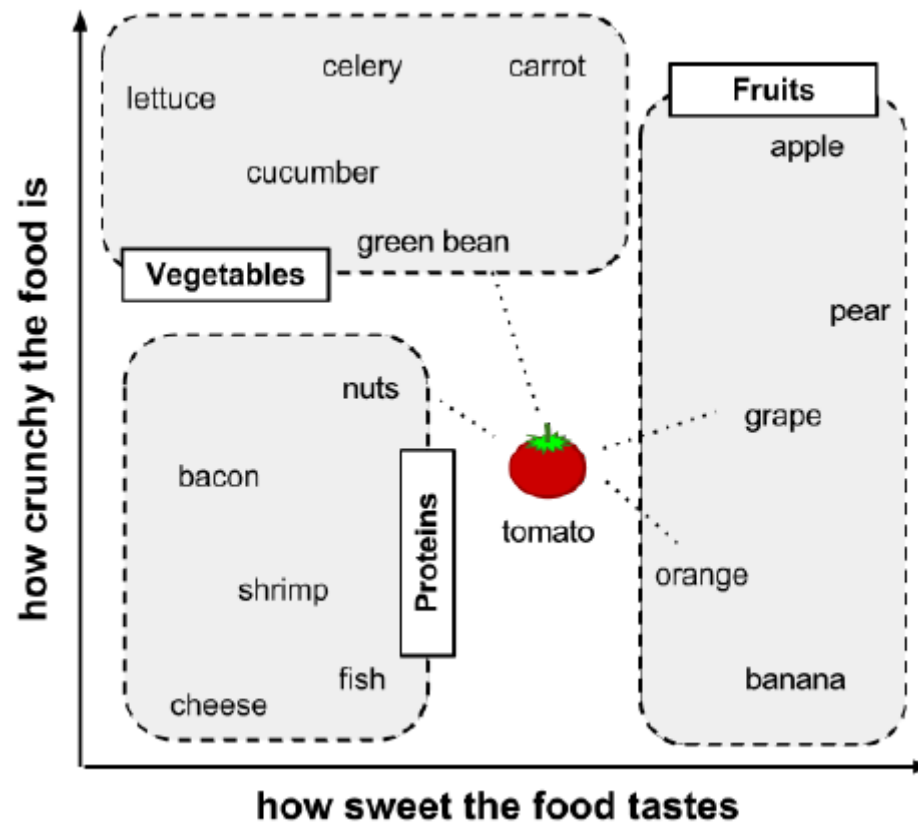 celery
carrot
lettuce
Fruits
apple
cucumber
green bean
Vegetables
pear
nuts
grape
bacon
tomato
Proteins
orange
shrimp
fish
banana
cheese
how crunchy the food is
how sweet the food tastes